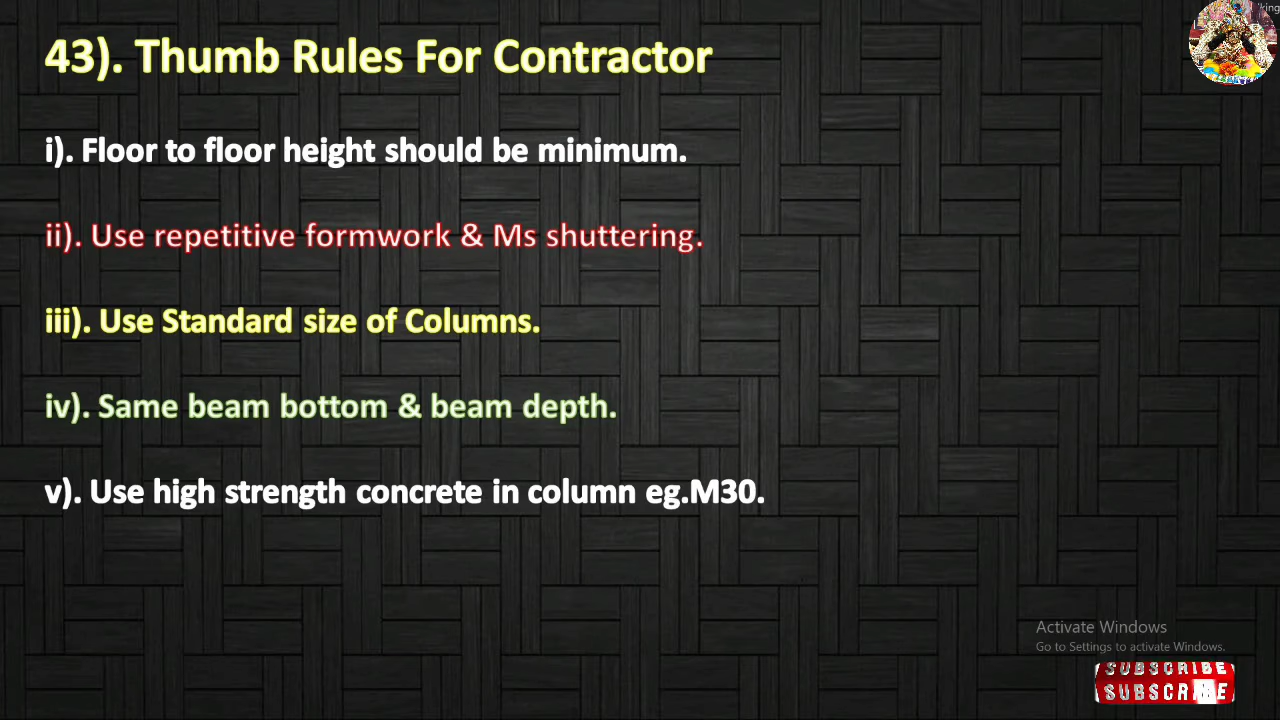 43). Thumb Rules For Contractor
i). Floor to floor height should be minimum.
ii). Use repetitive formwork & Ms shuttering.
iii). Use Standard size of Columns.
iv). Same beam bottom & beam depth.
v). Use high strength concrete in column eg.M30.
Activate Windows
Go to Settings to activate Windows.
SUBSCRIBE
SUBSCRIBE